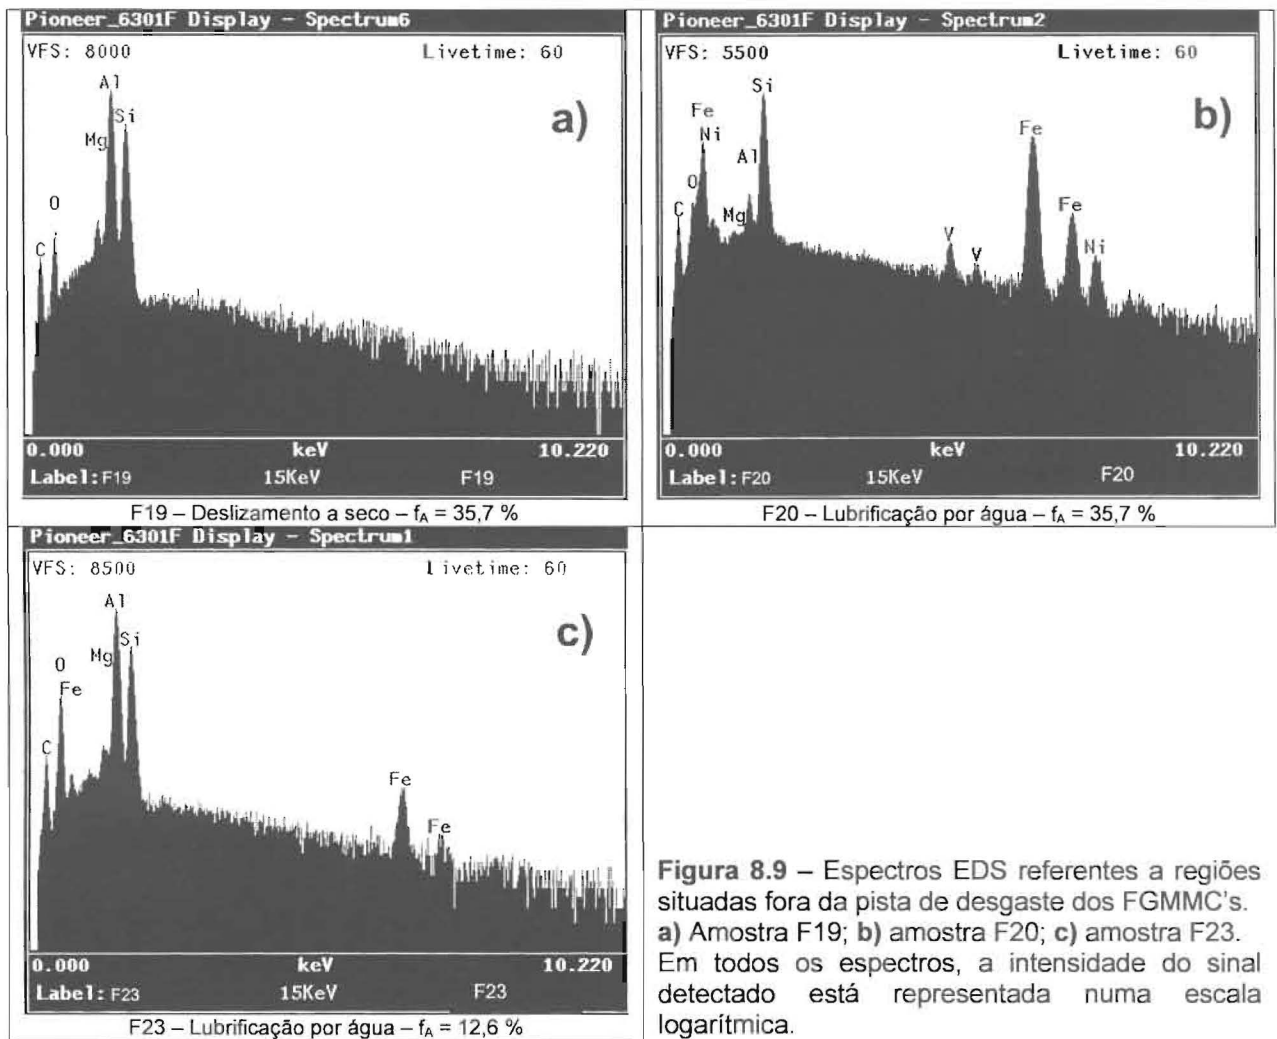 Pioneer_6301F Display - Spectrum6
VFS: 8000 Livetime: 60
a)
Al
Si
Mg
O
C
0.000 keV 10.220
Label: F19 15KeV F19
F19 – Deslizamento a seco – fA = 35,7 %
Pioneer_6301F Display - Spectrum2
VFS: 5500 Livetime: 60
b)
Si
Fe
Ni
Al
O
C
Mg
V
V
Fe
Fe
Ni
0.000 keV 10.220
Label: F20 15KeV F20
F20 – Lubrificação por água – fA = 35,7 %
Pioneer_6301F Display - Spectrum1
VFS: 8500 Livetime: 60
c)
Al
Si
Mg
O
Fe
C
Fe
Fe
0.000 keV 10.220
Label: F23 15KeV F23
F23 – Lubrificação por água – fA = 12,6 %
Figura 8.9 – Espectros EDS referentes a regiões
situadas fora da pista de desgaste dos FGMMC's.
a) Amostra F19; b) amostra F20; c) amostra F23.
Em todos os espectros, a intensidade do sinal
detectado está representada numa escala
logarítmica.